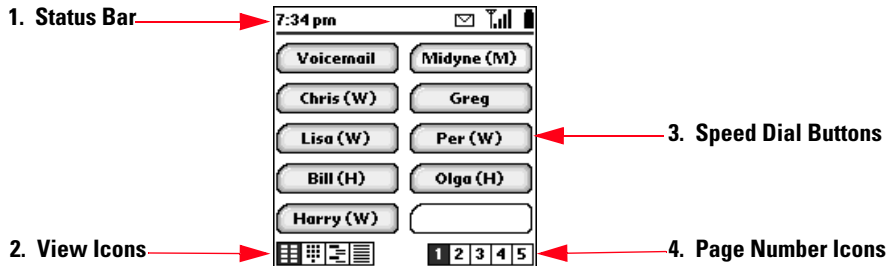 1. Status Bar
7:34 pm
Voicemail Midyne (M)
Chris (W) Greg
Lisa (W) Per (W)
3. Speed Dial Buttons
Bill (H) Olga (H)
Harry (W)
2. View Icons
1 2 3 4 5
4. Page Number Icons